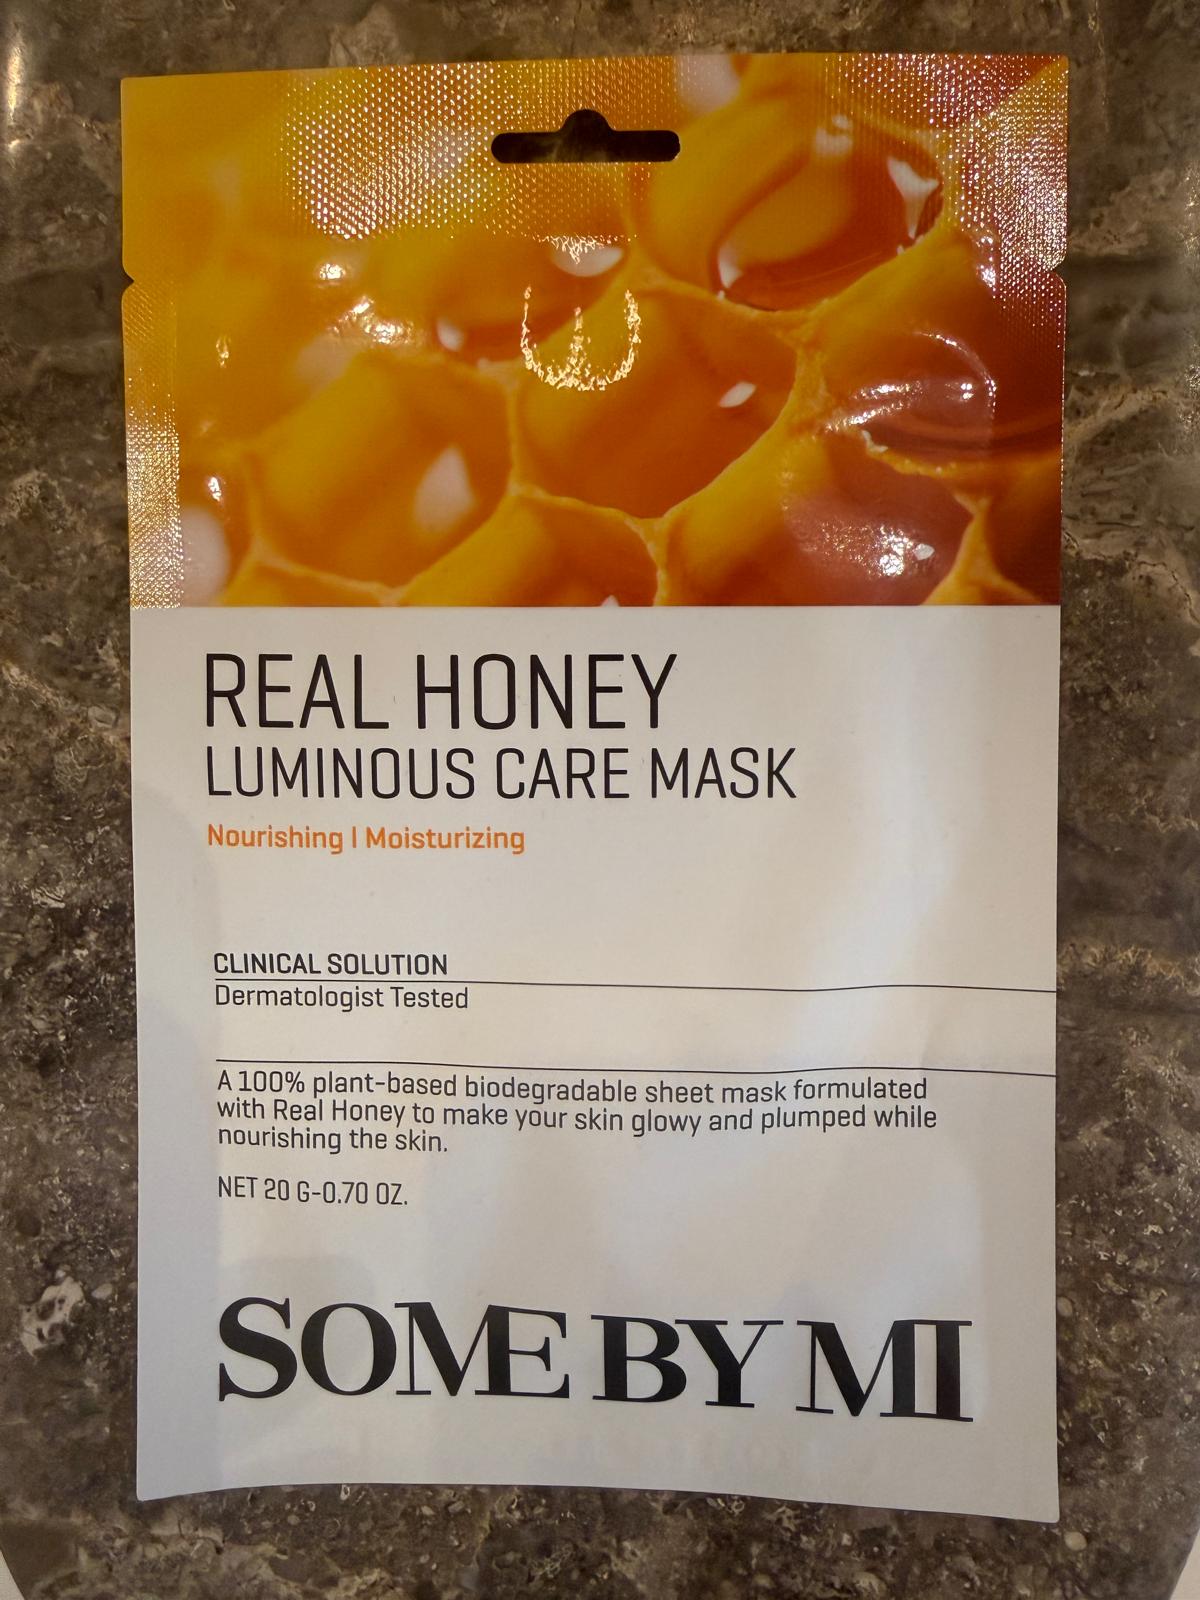 REAL HONEY
LUMINOUS CARE MASK
Nourishing | Moisturizing
CLINICAL SOLUTION
Dermatologist Tested
A 100% plant-based biodegradable sheet mask formulated
with Real Honey to make your skin glowy and plumped while
nourishing the skin.
NET 20 G-0.70 OZ.
SOME BY MI